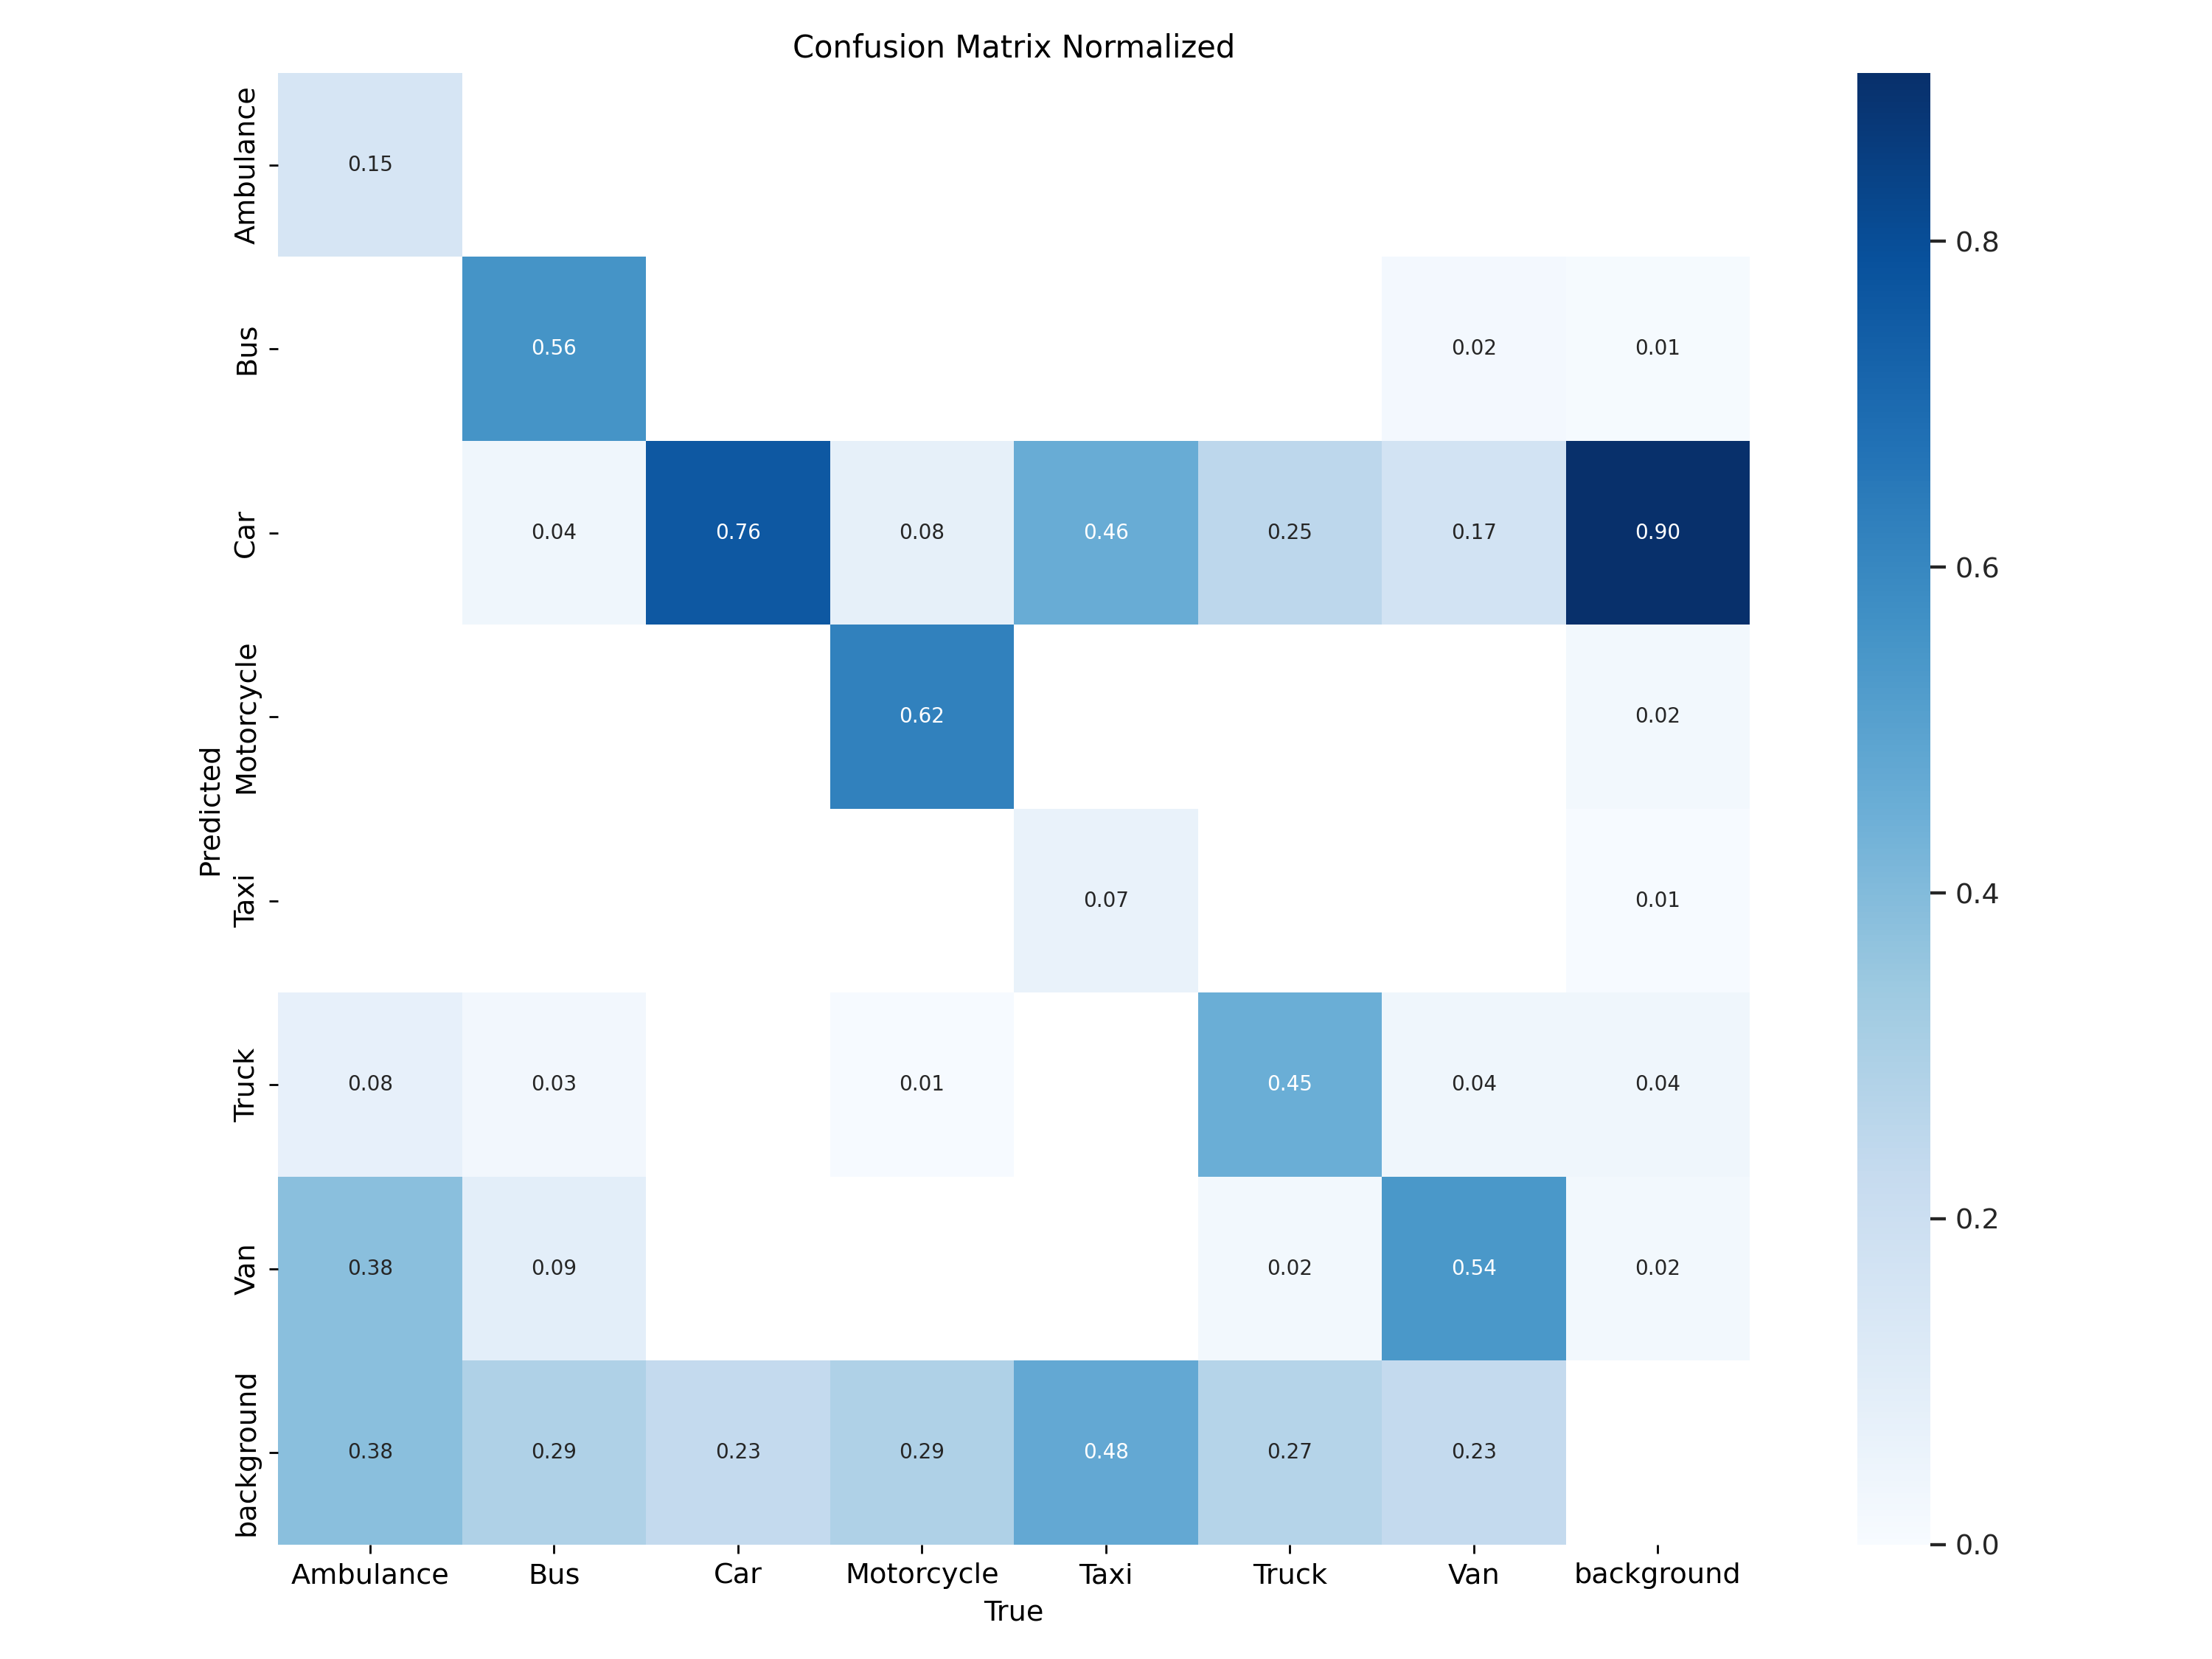 Confusion Matrix Normalized
Ambulance
0.15
Bus
0.56
0.02
0.01
0.8
Car
0.04
0.76
0.08
0.46
0.25
0.17
0.90
0.6
Motorcycle
0.62
0.02
Predicted
Taxi
0.07
0.01
0.4
Truck
0.08
0.03
0.01
0.45
0.04
0.04
Van
0.38
0.09
0.02
0.54
0.02
0.2
background
0.38
0.29
0.23
0.29
0.48
0.27
0.23
0.0
Ambulance
Bus
Car
Motorcycle
Taxi
Truck
Van
background
True